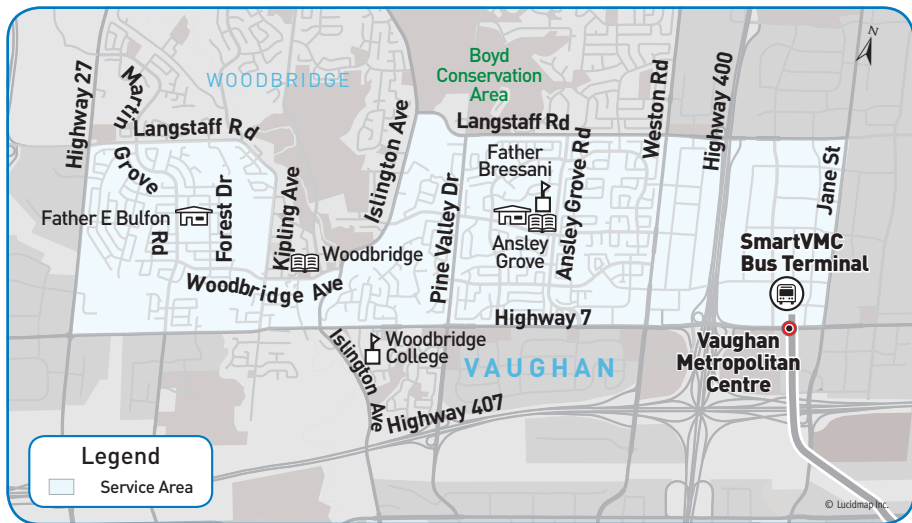 N
WOODBRIDGE
Boyd
Conservation
Area
Highway 27
Martin
Grove
Rd
Langstaff Rd
Islington Ave
Langstaff Rd
Weston Rd
Highway 400
Jane St
Father E Bulfon
Forest Dr
Kipling Ave
Woodbridge
Woodbridge Ave
Pine Valley Dr
Father
Bressani
Ansley
Grove
Ansley Grove Rd
SmartVMC
Bus Terminal
Highway 7
Islington Ave
Woodbridge
College
VAUGHAN
Vaughan
Metropolitan
Centre
Highway 407
Legend
Service Area
© Lucidmap Inc.